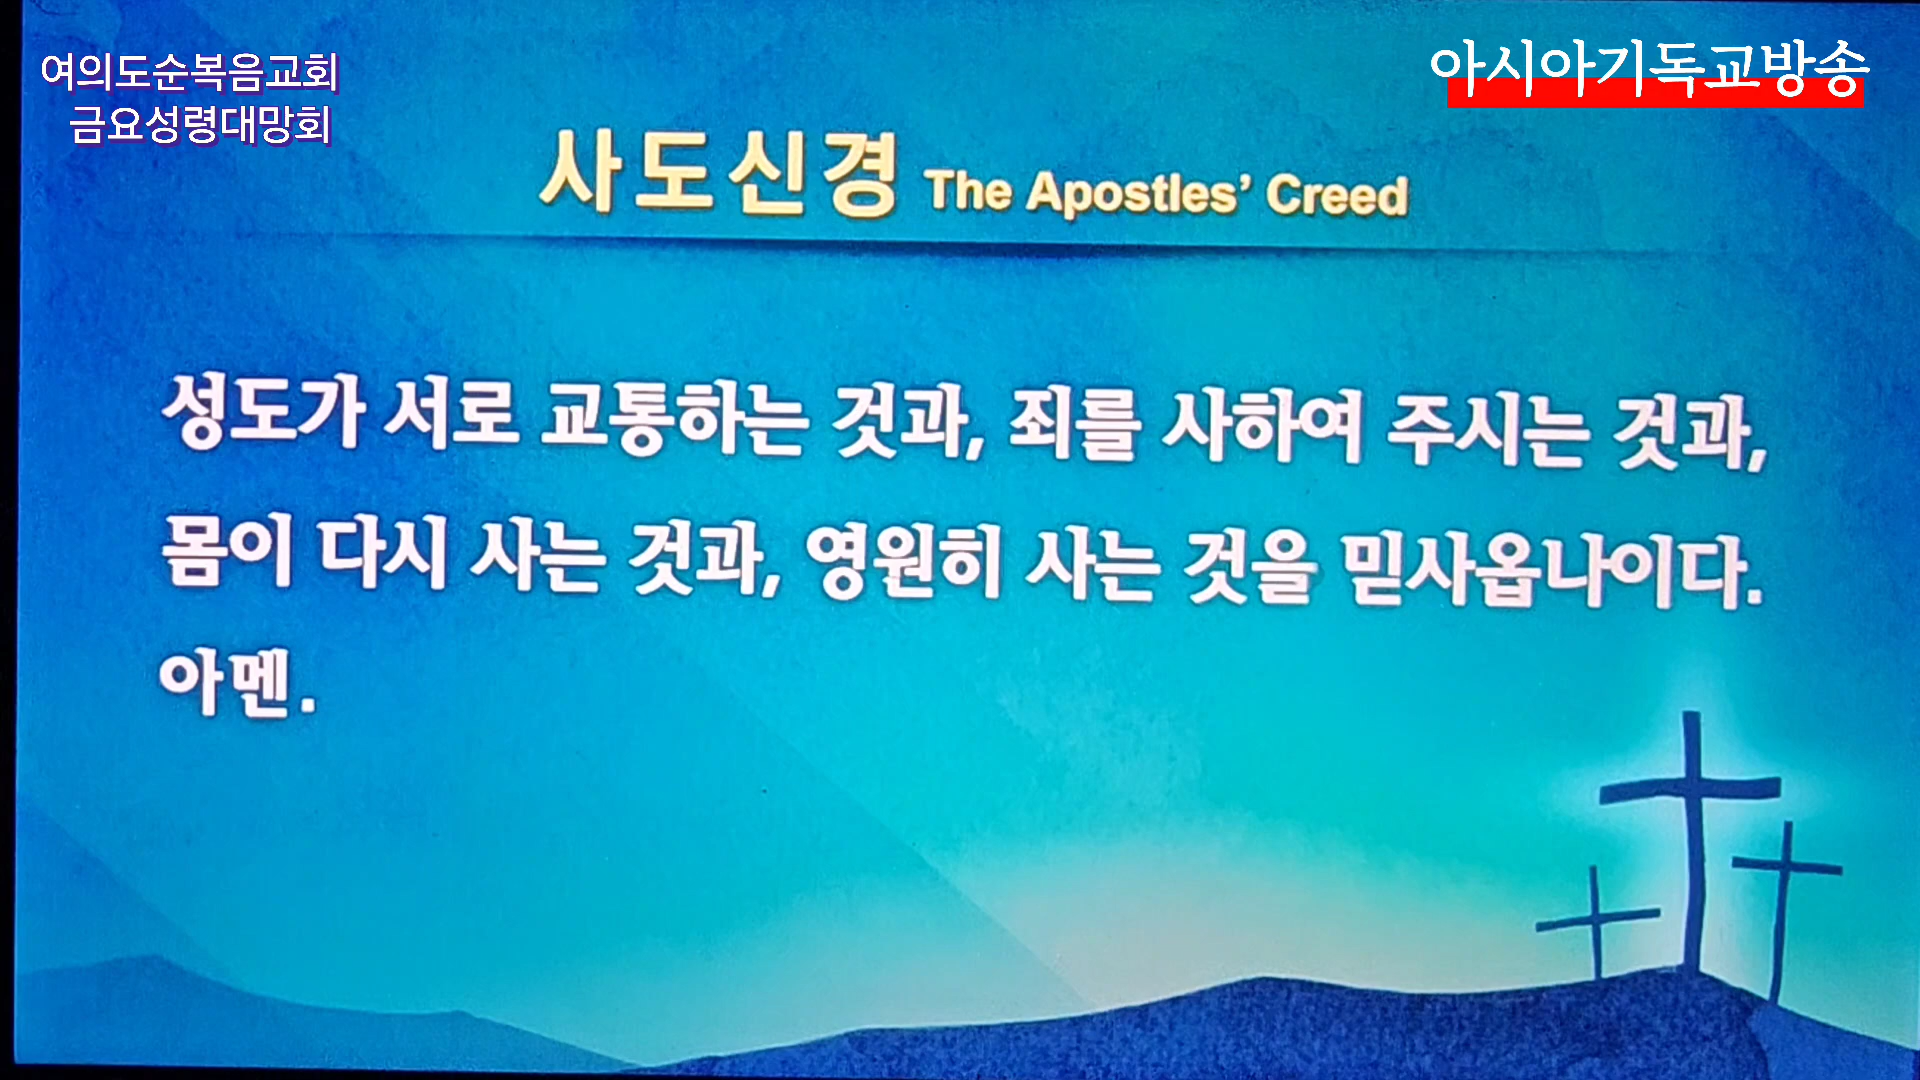 여의도순복음교회
금요성령대망회
아시아기독교방송
사도신경 The Apostles' Creed
성도가 서로 교통하는 것과, 죄를 사하여 주시는 것과,
몸이 다시 사는 것과, 영원히 사는 것을 믿사옵나이다.
아멘.